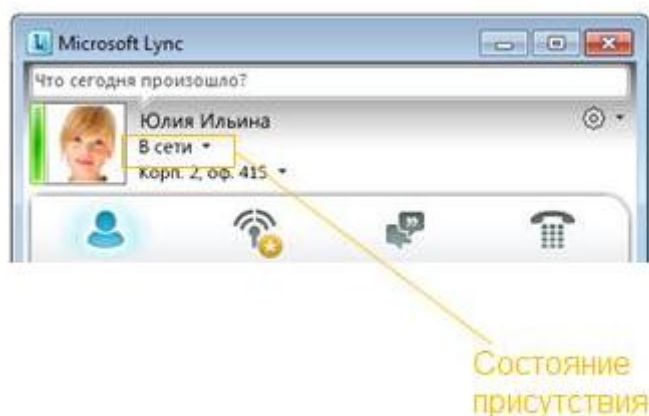 Microsoft Lync
Что сегодня произошло?
Юлия Ильина
В сети
Корп. 2, оф. 415
Состояние
присутствия